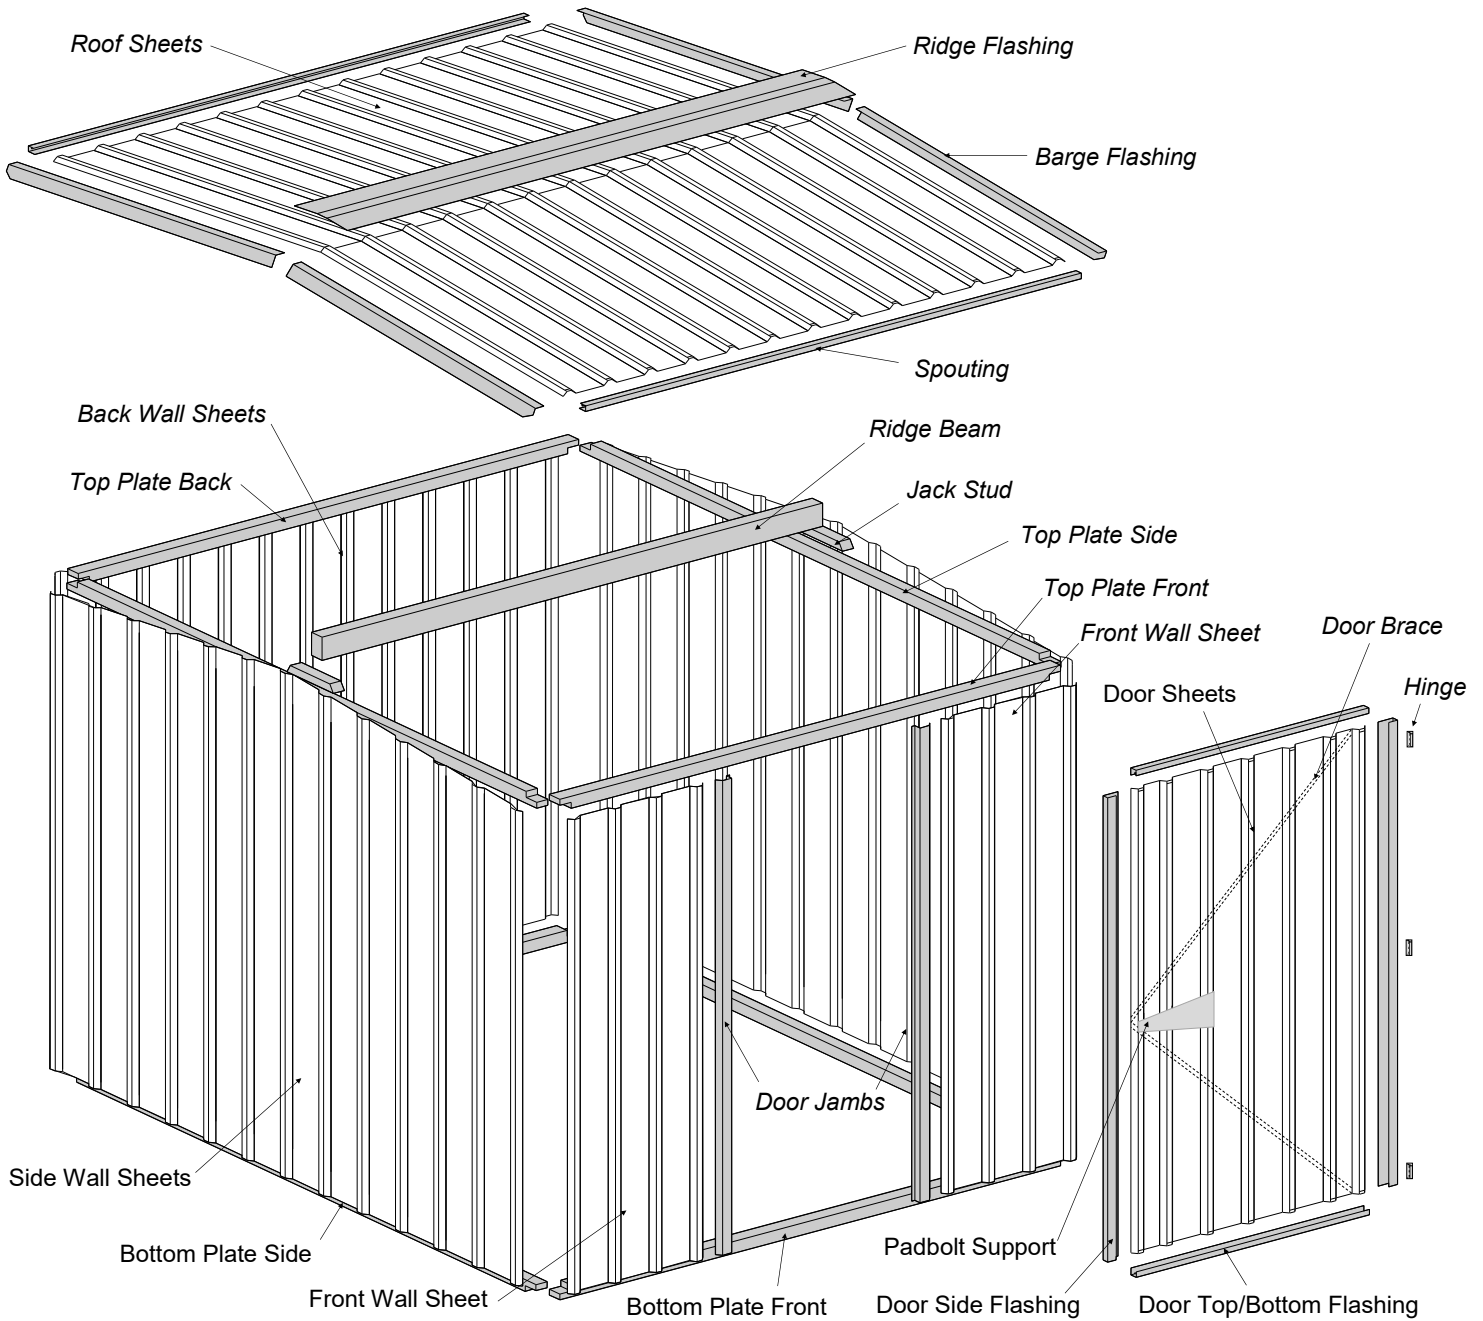 Roof Sheets
Ridge Flashing
Barge Flashing
Spouting
Back Wall Sheets
Ridge Beam
Top Plate Back
Jack Stud
Top Plate Side
Top Plate Front
Front Wall Sheet
Door Brace
Door Sheets
Hinge
Door Jambs
Side Wall Sheets
Bottom Plate Side
Padbolt Support
Front Wall Sheet
Bottom Plate Front
Door Side Flashing
Door Top/Bottom Flashing